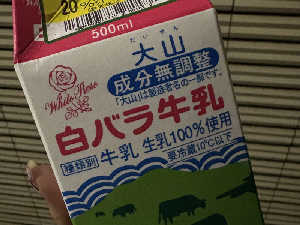 20
500ml
だいせん
大山
成分無調整
「大山」は製造者名の一部です。
White Rose
白バラ牛乳
種類別 牛乳 生乳100%使用
要冷蔵10℃以下